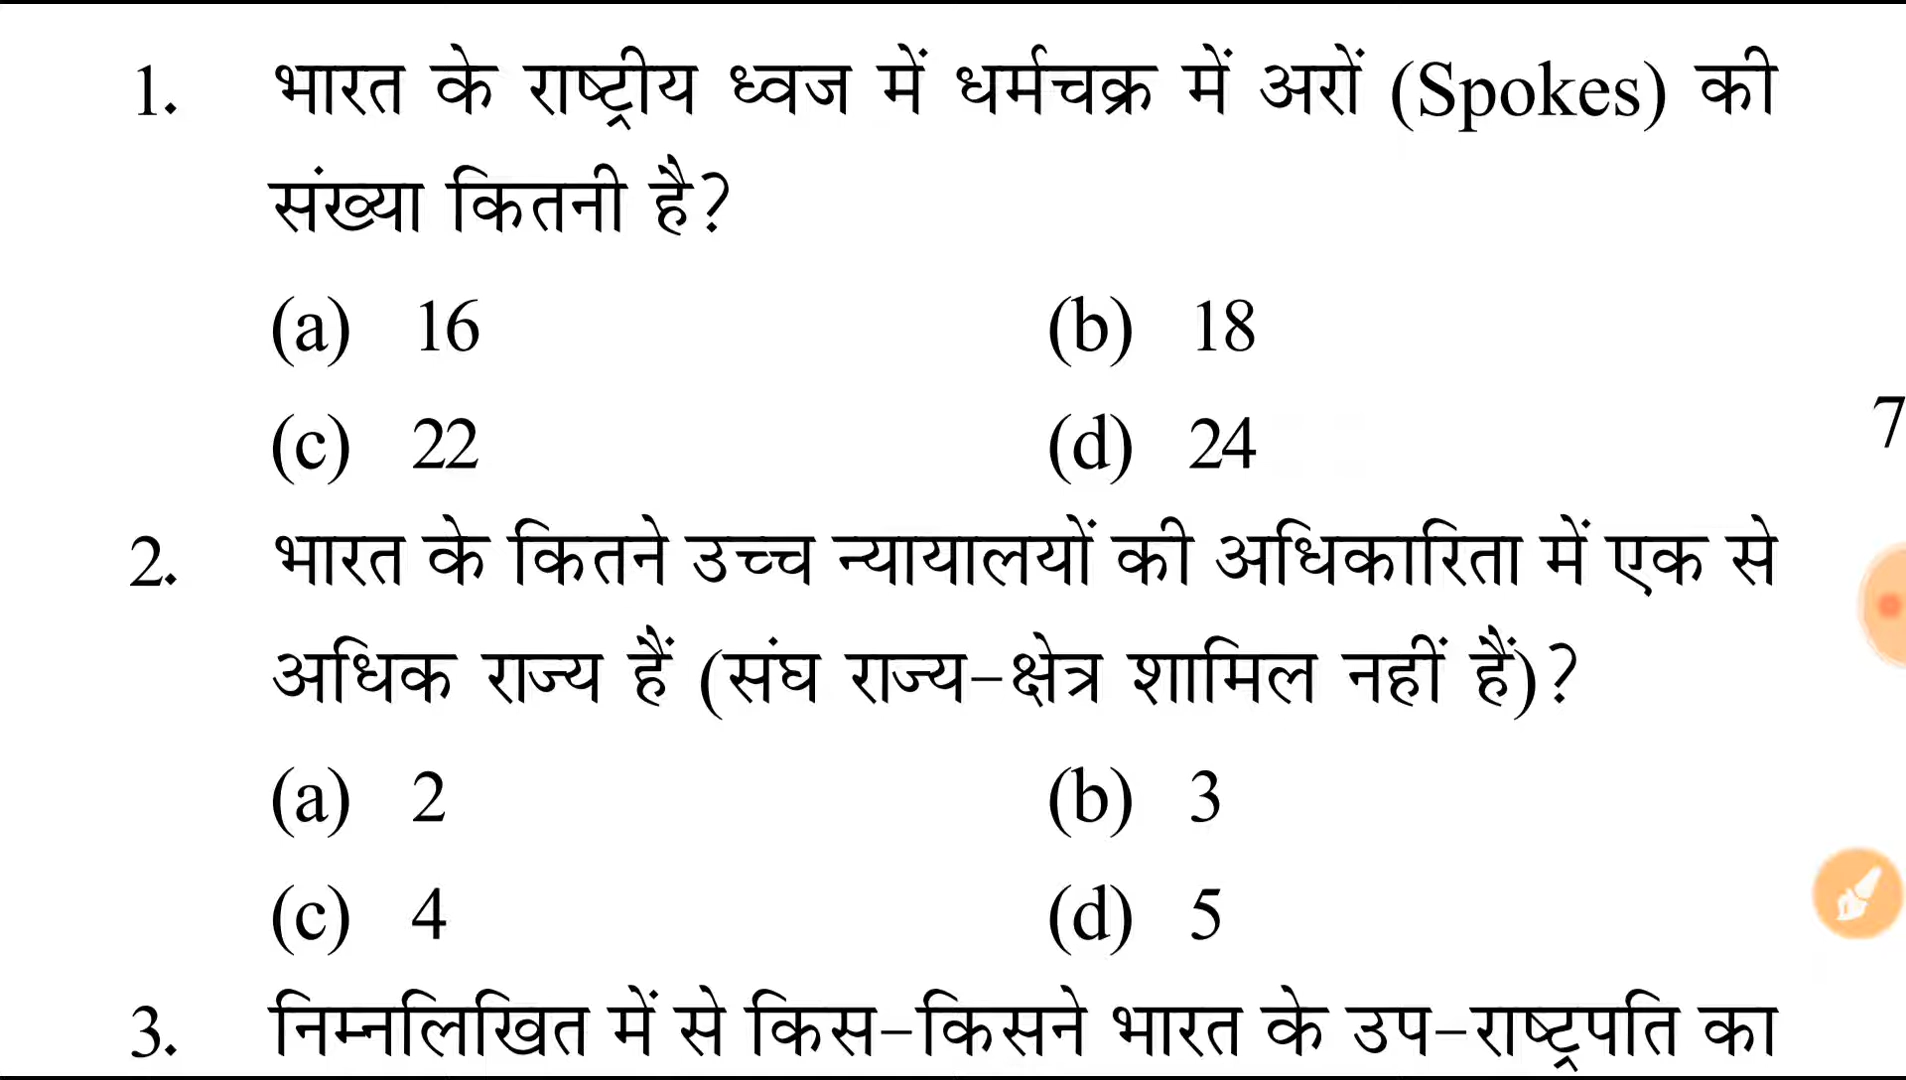 1. भारत के राष्ट्रीय ध्वज में धर्मचक्र में अरों (Spokes) की
संख्या कितनी है?
(a) 16 (b) 18
(c) 22 (d) 24
7
2. भारत के कितने उच्च न्यायालयों की अधिकारिता में एक से
अधिक राज्य हैं (संघ राज्य-क्षेत्र शामिल नहीं हैं)?
(a) 2 (b) 3
(c) 4 (d) 5
3. निम्नलिखित में से किस-किसने भारत के उप-राष्ट्रपति का